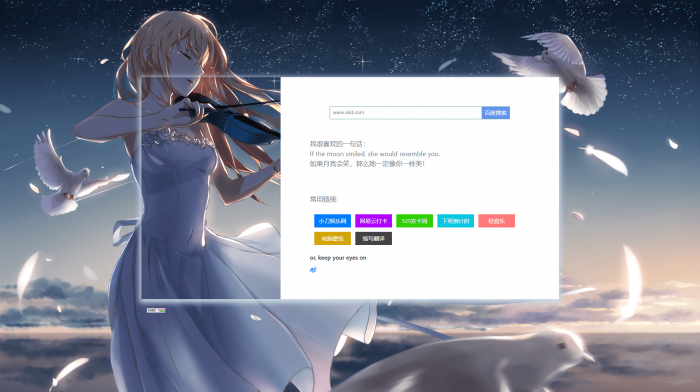 www.x6d.com
百度搜索
我很喜欢的一句话:
If the moon smiled, she would resemble you.
如果月亮会笑，那么她一定像你一样美！
常用链接:
小刀娱乐网 网易云打卡 520发卡网 下班倒计时 轻音乐
电脑壁纸 缩写翻译
or, keep your eyes on